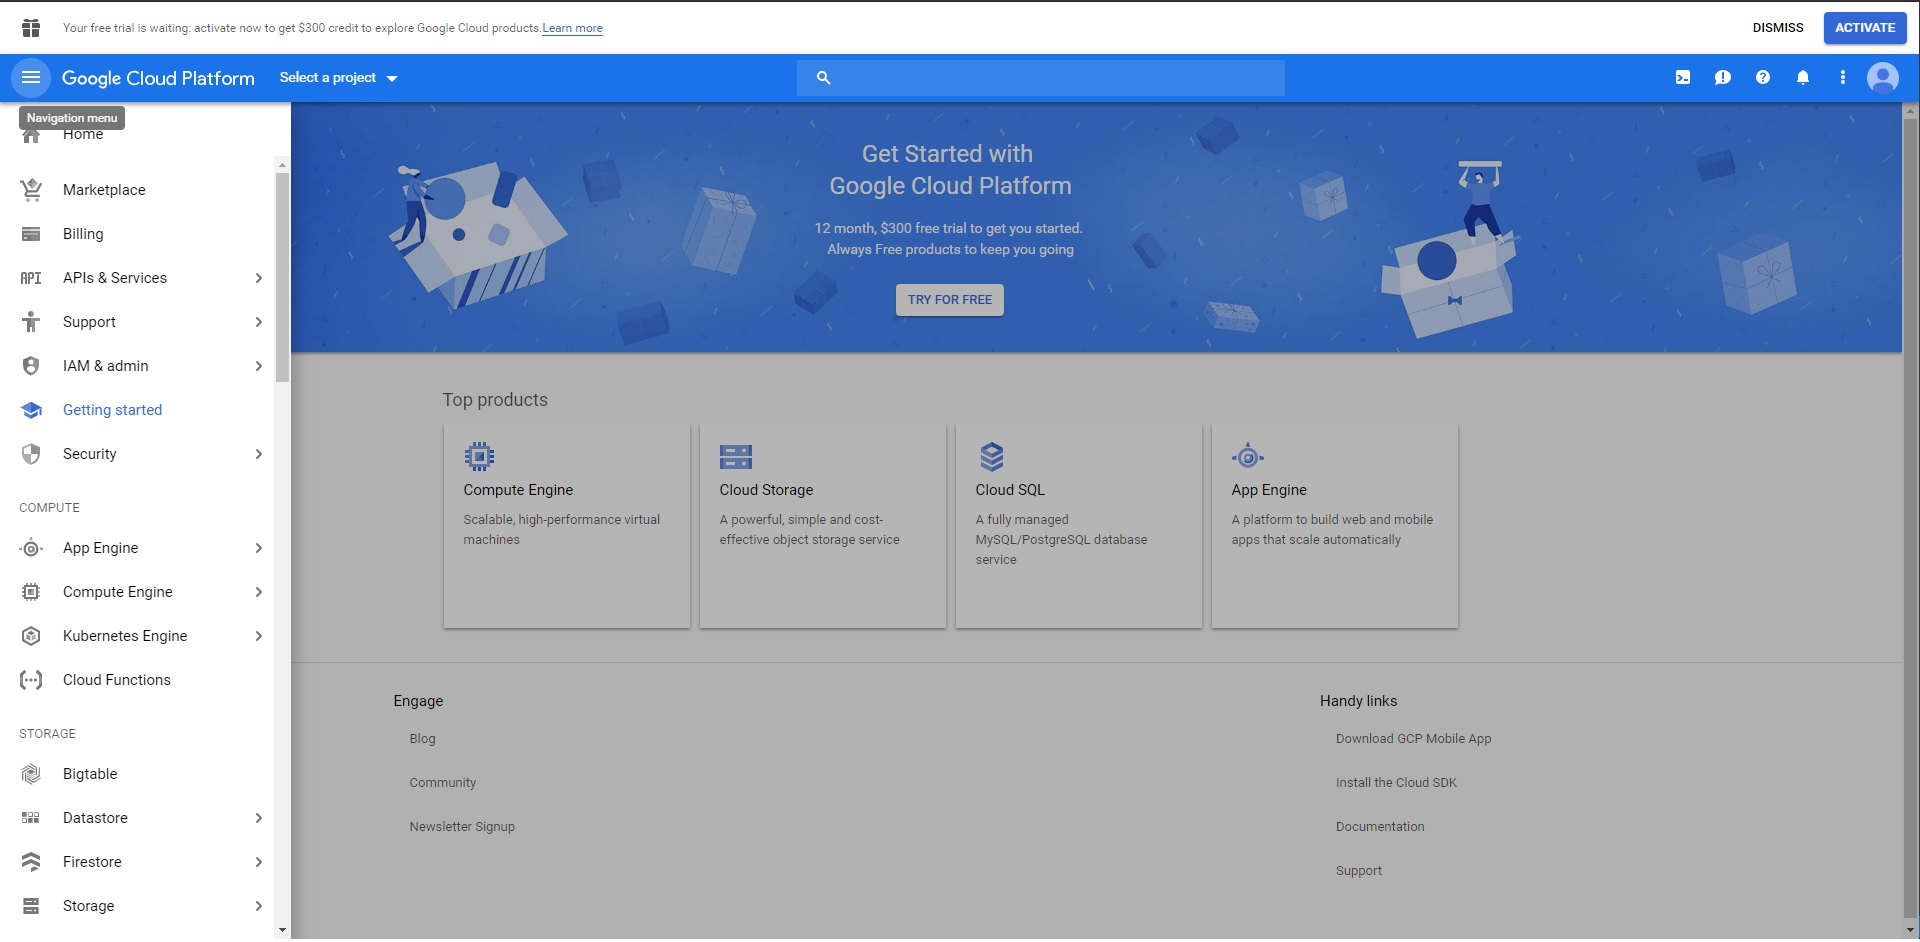 Your free trial is waiting: activate now to get $300 credit to explore Google Cloud products. Learn more
DISMISS
ACTIVATE
Google Cloud Platform
Select a project
Navigation menu
Home
Marketplace
Billing
API
APIs & Services
Support
IAM & admin
Getting started
Security
COMPUTE
App Engine
Compute Engine
Kubernetes Engine
Cloud Functions
STORAGE
Bigtable
Datastore
Firestore
Storage
Get Started with
Google Cloud Platform
12 month, $300 free trial to get you started.
Always Free products to keep you going
TRY FOR FREE
Top products
Compute Engine
Scalable, high-performance virtual
machines
Cloud Storage
A powerful, simple and cost-
effective object storage service
Cloud SQL
A fully managed
MySQL/PostgreSQL database
service
App Engine
A platform to build web and mobile
apps that scale automatically
Engage
Blog
Community
Newsletter Signup
Handy links
Download GCP Mobile App
Install the Cloud SDK
Documentation
Support